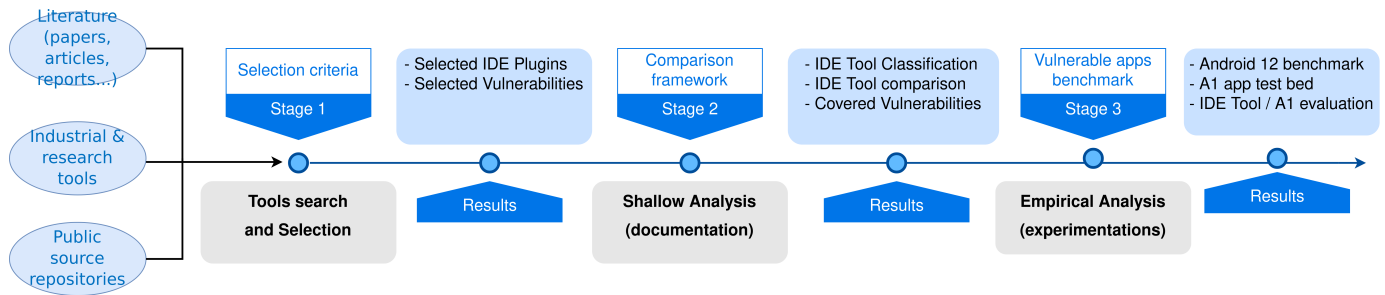 Literature
(papers,
articles,
reports...)
Industrial &
research
tools
Public
source
repositories
Selection criteria
Stage 1
Tools search
and Selection
- Selected IDE Plugins
- Selected Vulnerabilities
Results
Comparison
framework
Stage 2
Shallow Analysis
(documentation)
- IDE Tool Classification
- IDE Tool comparison
- Covered Vulnerabilities
Results
Vulnerable apps
benchmark
Stage 3
Empirical Analysis
(experimentations)
- Android 12 benchmark
- A1 app test bed
- IDE Tool / A1 evaluation
Results